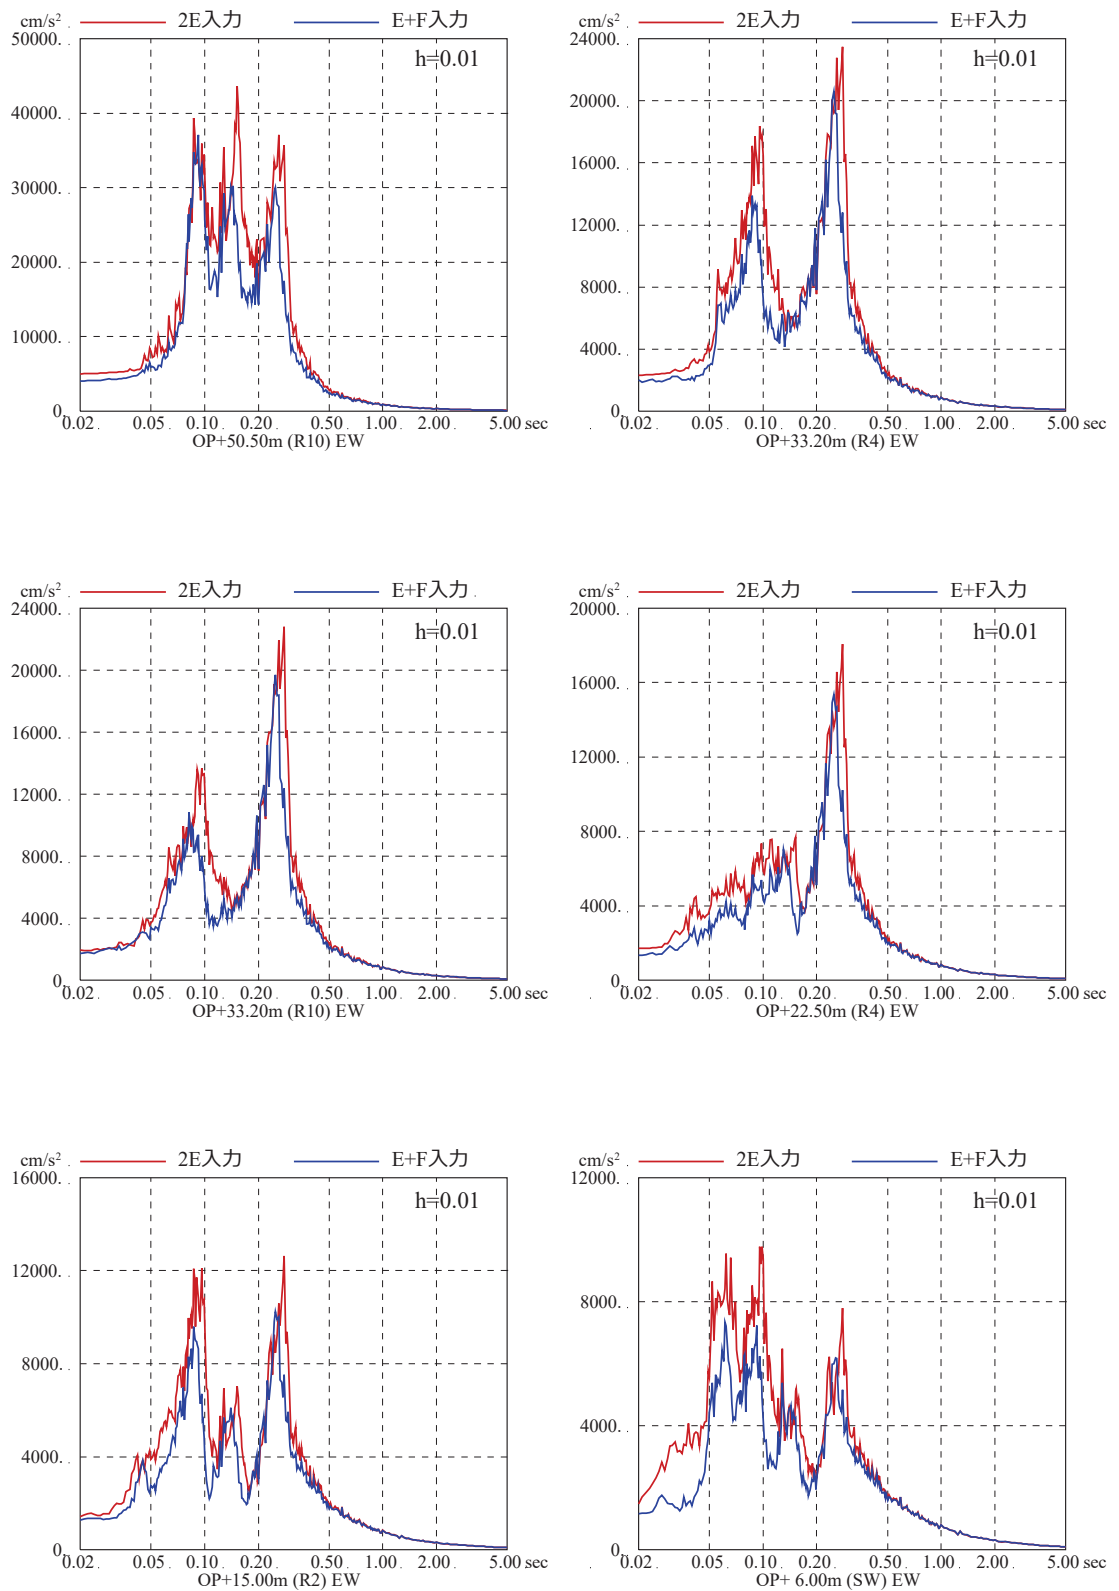 cm/s² 2E入力 E+F入力
50000. h=0.01
40000.
30000.
20000.
10000.
0.
0.02 0.05 0.10 0.20 0.50 1.00 2.00 5.00 sec
OP+50.50m (R10) EW
cm/s² 2E入力 E+F入力
24000. h=0.01
20000.
16000.
12000.
8000.
4000.
0.
0.02 0.05 0.10 0.20 0.50 1.00 2.00 5.00 sec
OP+33.20m (R4) EW
cm/s² 2E入力 E+F入力
24000. h=0.01
20000.
16000.
12000.
8000.
4000.
0.
0.02 0.05 0.10 0.20 0.50 1.00 2.00 5.00 sec
OP+33.20m (R10) EW
cm/s² 2E入力 E+F入力
20000. h=0.01
16000.
12000.
8000.
4000.
0.
0.02 0.05 0.10 0.20 0.50 1.00 2.00 5.00 sec
OP+22.50m (R4) EW
cm/s² 2E入力 E+F入力
16000. h=0.01
12000.
8000.
4000.
0.
0.02 0.05 0.10 0.20 0.50 1.00 2.00 5.00 sec
OP+15.00m (R2) EW
cm/s² 2E入力 E+F入力
12000. h=0.01
8000.
4000.
0.
0.02 0.05 0.10 0.20 0.50 1.00 2.00 5.00 sec
OP+ 6.00m (SW) EW